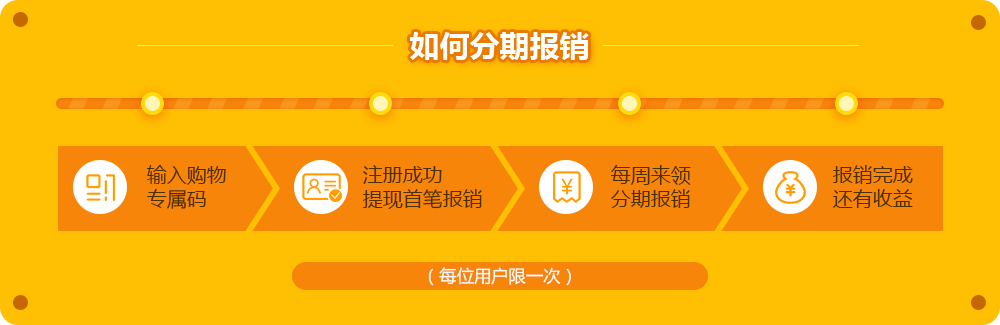 如何分期报销
输入购物
专属码
注册成功
提现首笔报销
每周来领
分期报销
报销完成
还有收益
（每位用户限一次）